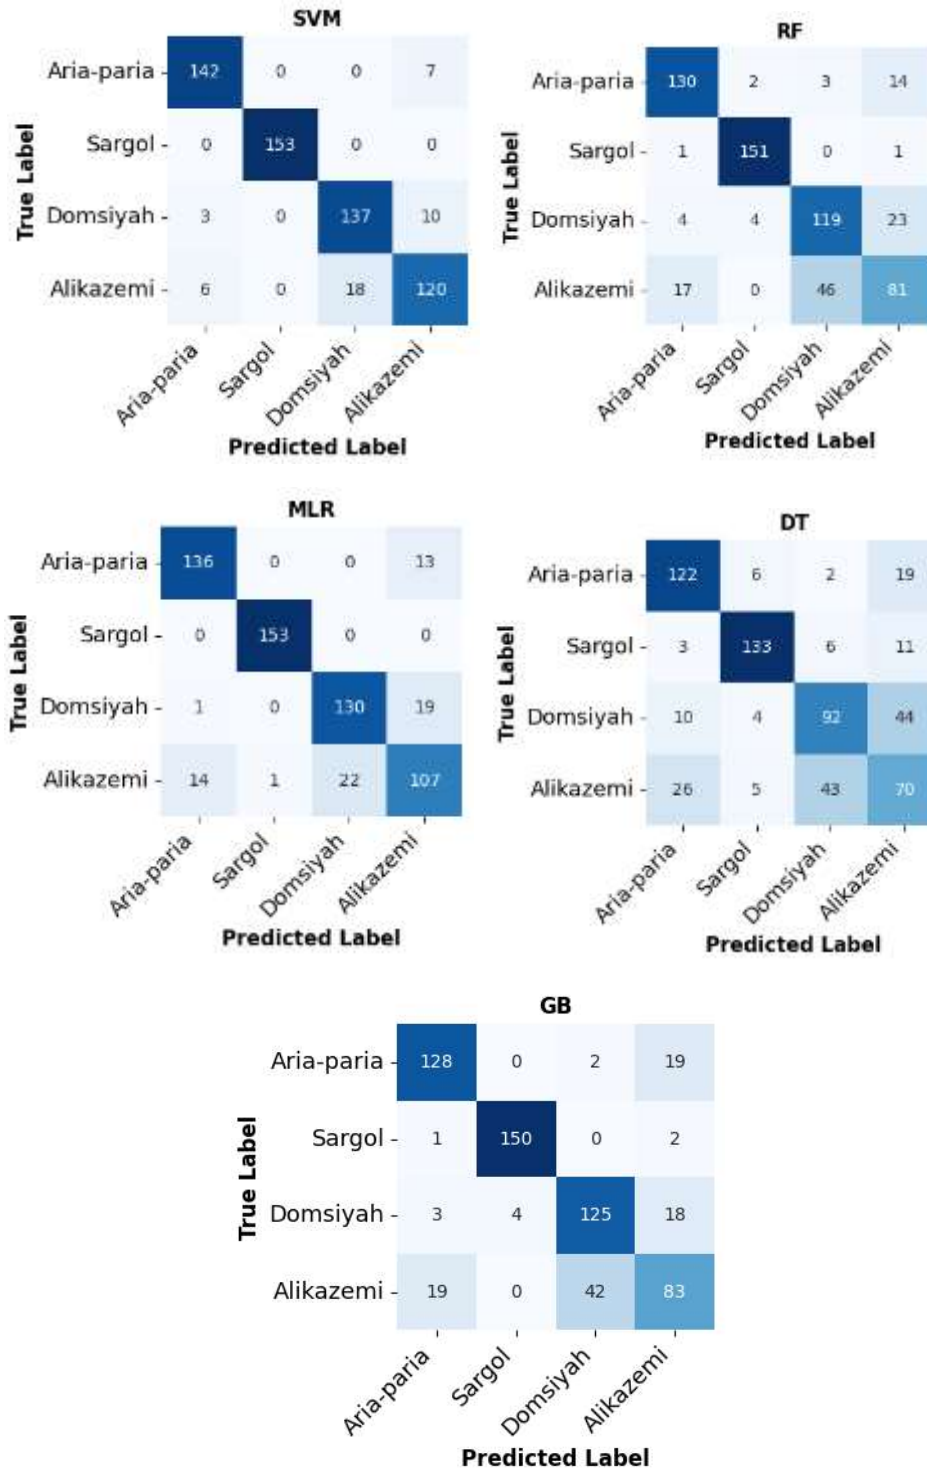 SVM
Aria-paria 142 0 0 7
Sargol 0 153 0 0
Domsiyah 3 0 137 10
Alikazemi 6 0 18 120
Aria-paria Sargol Domsiyah Alikazemi
Predicted Label
True Label
RF
Aria-paria 130 2 3 14
Sargol 1 151 0 1
Domsiyah 4 4 119 23
Alikazemi 17 0 46 81
Aria-paria Sargol Domsiyah Alikazemi
Predicted Label
True Label
MLR
Aria-paria 136 0 0 13
Sargol 0 153 0 0
Domsiyah 1 0 130 19
Alikazemi 14 1 22 107
Aria-paria Sargol Domsiyah Alikazemi
Predicted Label
True Label
DT
Aria-paria 122 6 2 19
Sargol 3 133 6 11
Domsiyah 10 4 92 44
Alikazemi 26 5 43 70
Aria-paria Sargol Domsiyah Alikazemi
Predicted Label
True Label
GB
Aria-paria 128 0 2 19
Sargol 1 150 0 2
Domsiyah 3 4 125 18
Alikazemi 19 0 42 83
Aria-paria Sargol Domsiyah Alikazemi
Predicted Label
True Label